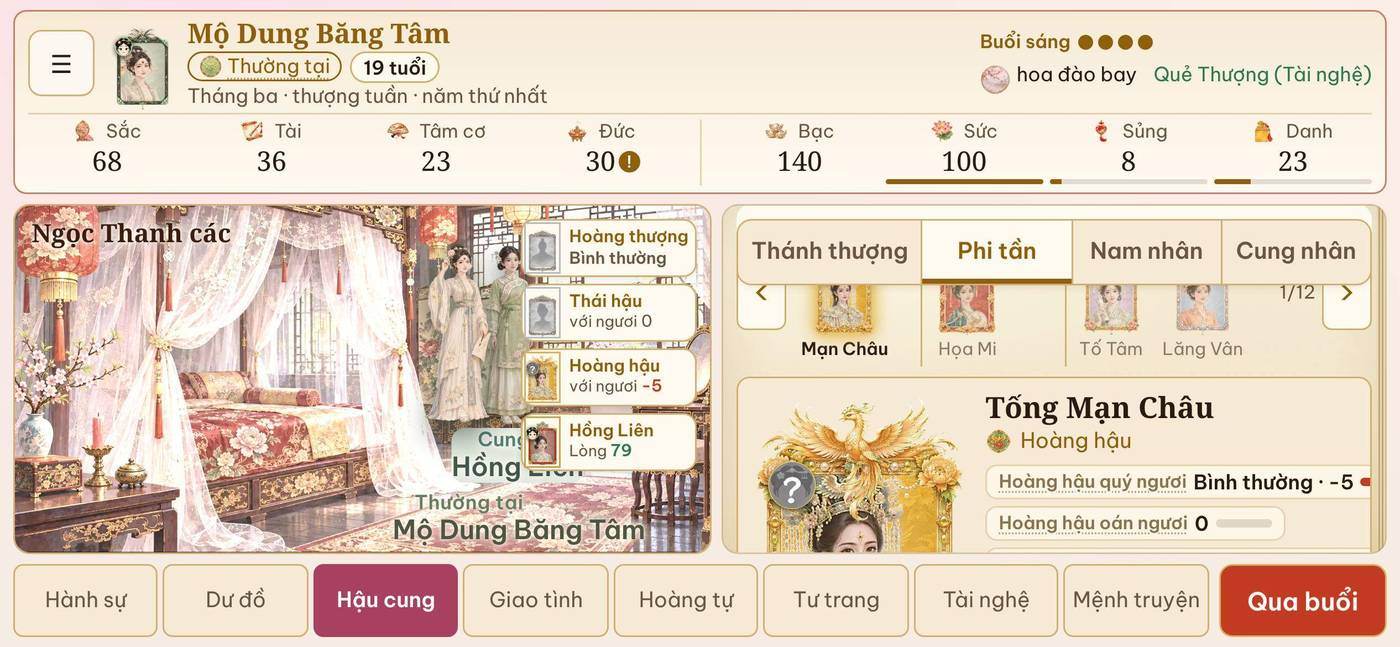 Mộ Dung Băng Tâm
Thường tại
19 tuổi
Tháng ba · thượng tuần · năm thứ nhất
Buổi sáng
hoa đào bay
Quẻ Thượng (Tài nghệ)
Sắc
68
Tài
36
Tâm cơ
23
Đức
30 !
Bạc
140
Sức
100
Sủng
8
Danh
23
Ngọc Thanh các
Hoàng thượng
Bình thường
Thái hậu
với ngươi 0
?
Hoàng hậu
với ngươi -5
Hồng Liên
Lòng 79
Cung
Hồng Liên
Thường tại
Mộ Dung Băng Tâm
Thánh thượng
Phi tần
Nam nhân
Cung nhân
1/12
Mạn Châu
Họa Mi
Tố Tâm
Lăng Vân
?
Tống Mạn Châu
Hoàng hậu
Hoàng hậu quý ngươi Bình thường · -5
Hoàng hậu oán ngươi 0
Hành sự
Dư đồ
Hậu cung
Giao tình
Hoàng tự
Tư trang
Tài nghệ
Mệnh truyện
Qua buổi